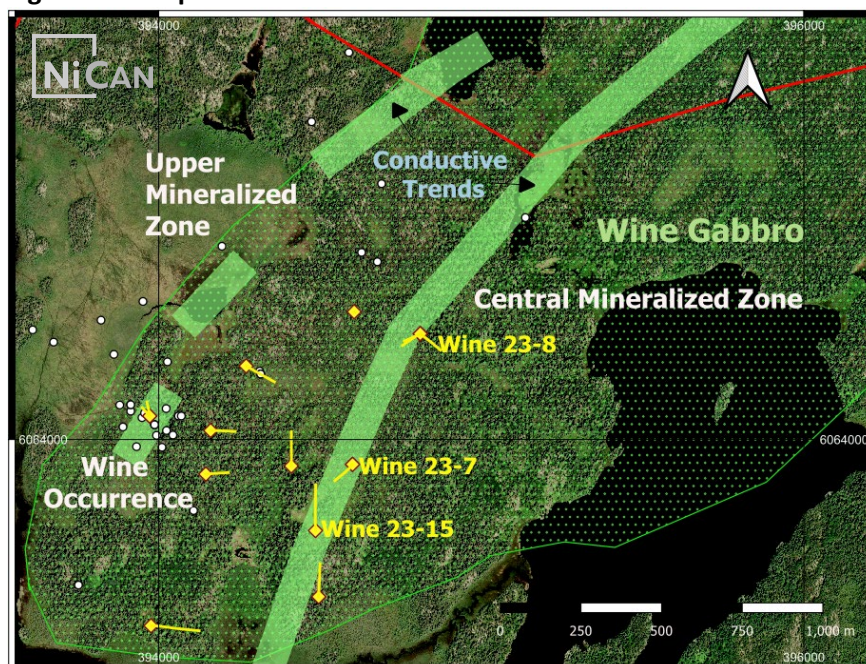 394000
396000
NiCAN
Upper
Mineralized
Zone
Conductive
Trends
Wine Gabbro
Central Mineralized Zone
Wine 23-8
6064000
6064000
Wine
Occurrence
Wine 23-7
Wine 23-15
0 250 500 750 1,000 m
394000
396000